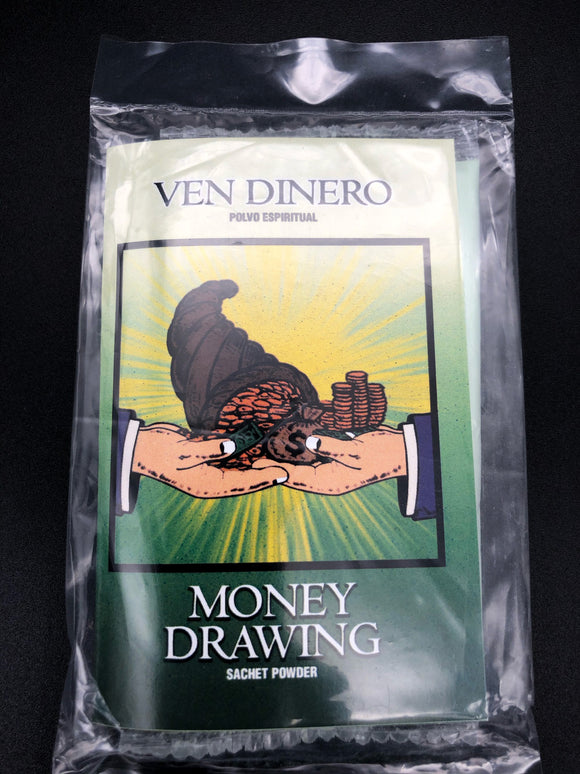 VEN DINERO
POLVO ESPIRITUAL
$
MONEY
DRAWING
SACHET POWDER